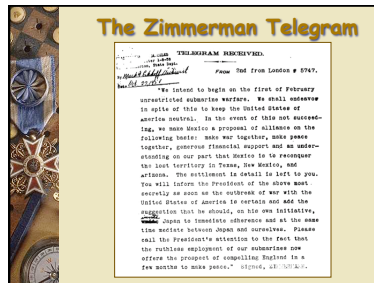 The Zimmerman Telegram
TELEGRAM RECEIVED.
FROM 2nd from London # 5747.
"We intend to begin on the first of February
unrestricted submarine warfare. We shall endeavor
in spite of this to keep the United States of
america neutral. In the event of this not succeed-
ing, we make Mexico a proposal of alliance on the
following basis: make war together, make peace
together, generous financial support and an under-
standing on our part that Mexico is to reconquer
the lost territory in Texas, New Mexico, and
arizona. The settlement in detail is left to you.
You will inform the President of the above most
secretly as soon as the outbreak of war with the
United States of America is certain and add the
suggestion that he should, on his own initiative,
Japan to immediate adherence and at the same
time mediate between Japan and ourselves. Please
call the President's attention to the fact that
the ruthless employment of our submarines now
offers the prospect of compelling England in a
few months to make peace." Signed,